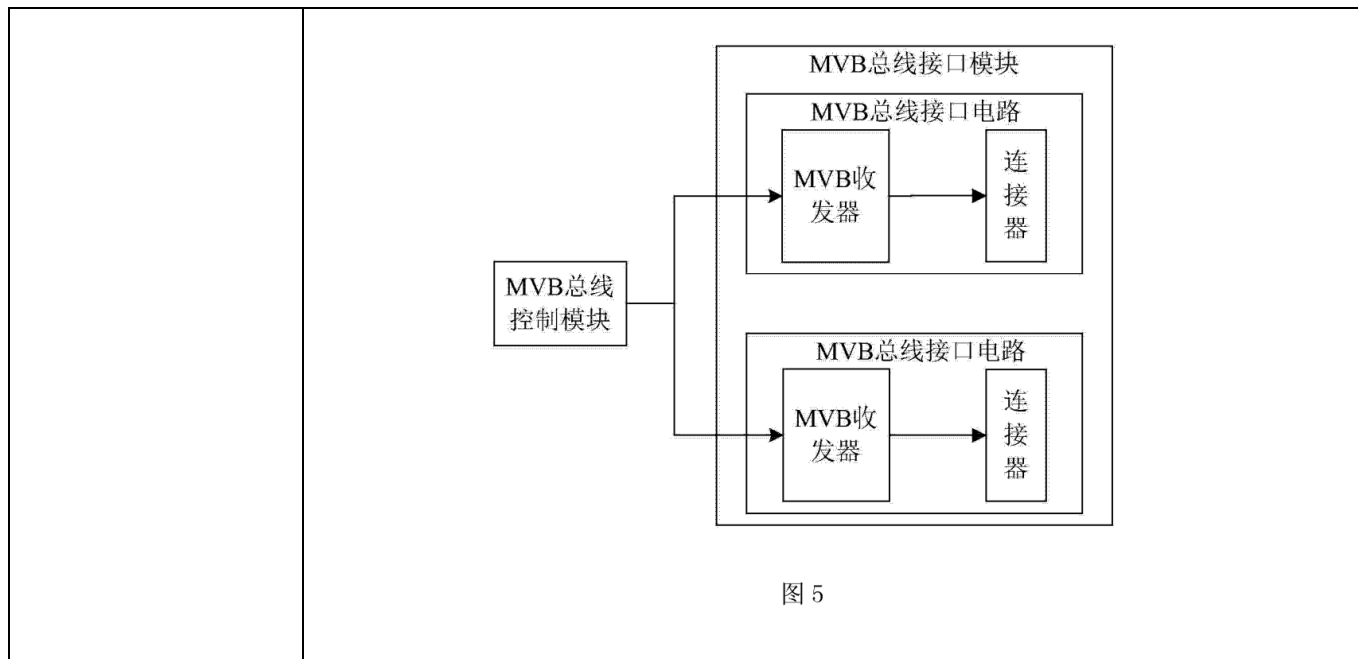 MVB总线接口模块
MVB总线接口电路
MVB收
发器
连
接
器
MVB总线
控制模块
MVB总线接口电路
MVB收
发器
连
接
器
图 5